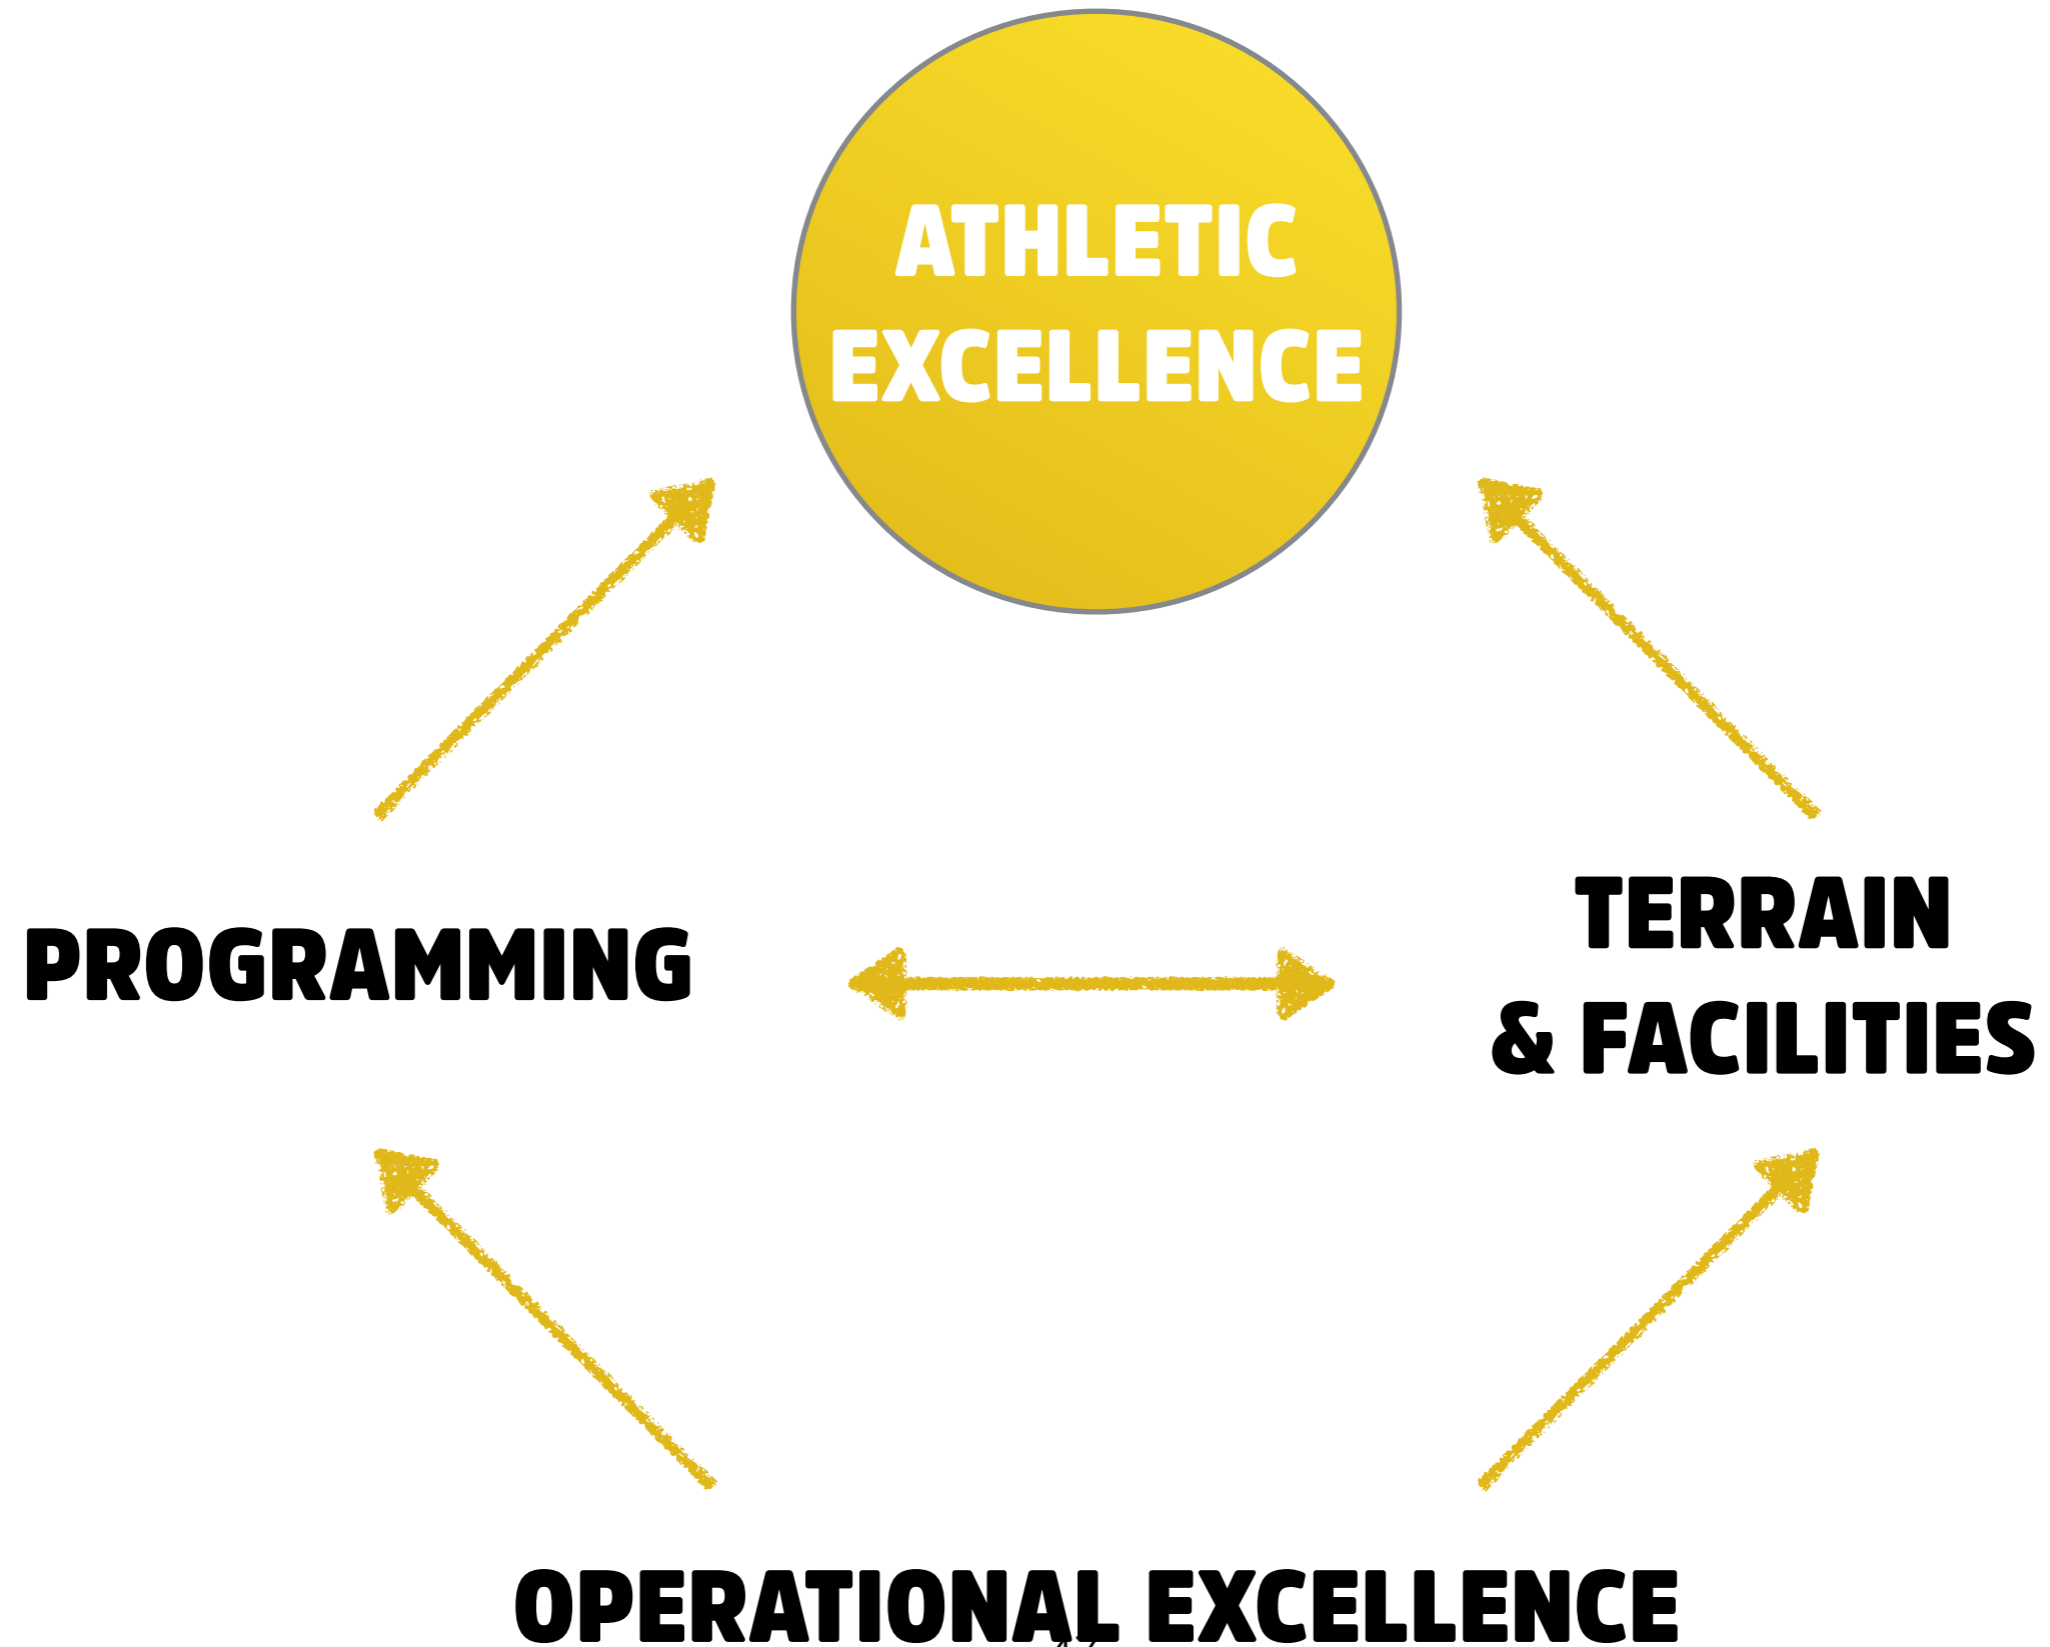 ATHLETIC
EXCELLENCE
PROGRAMMING
TERRAIN
& FACILITIES
OPERATIONAL EXCELLENCE